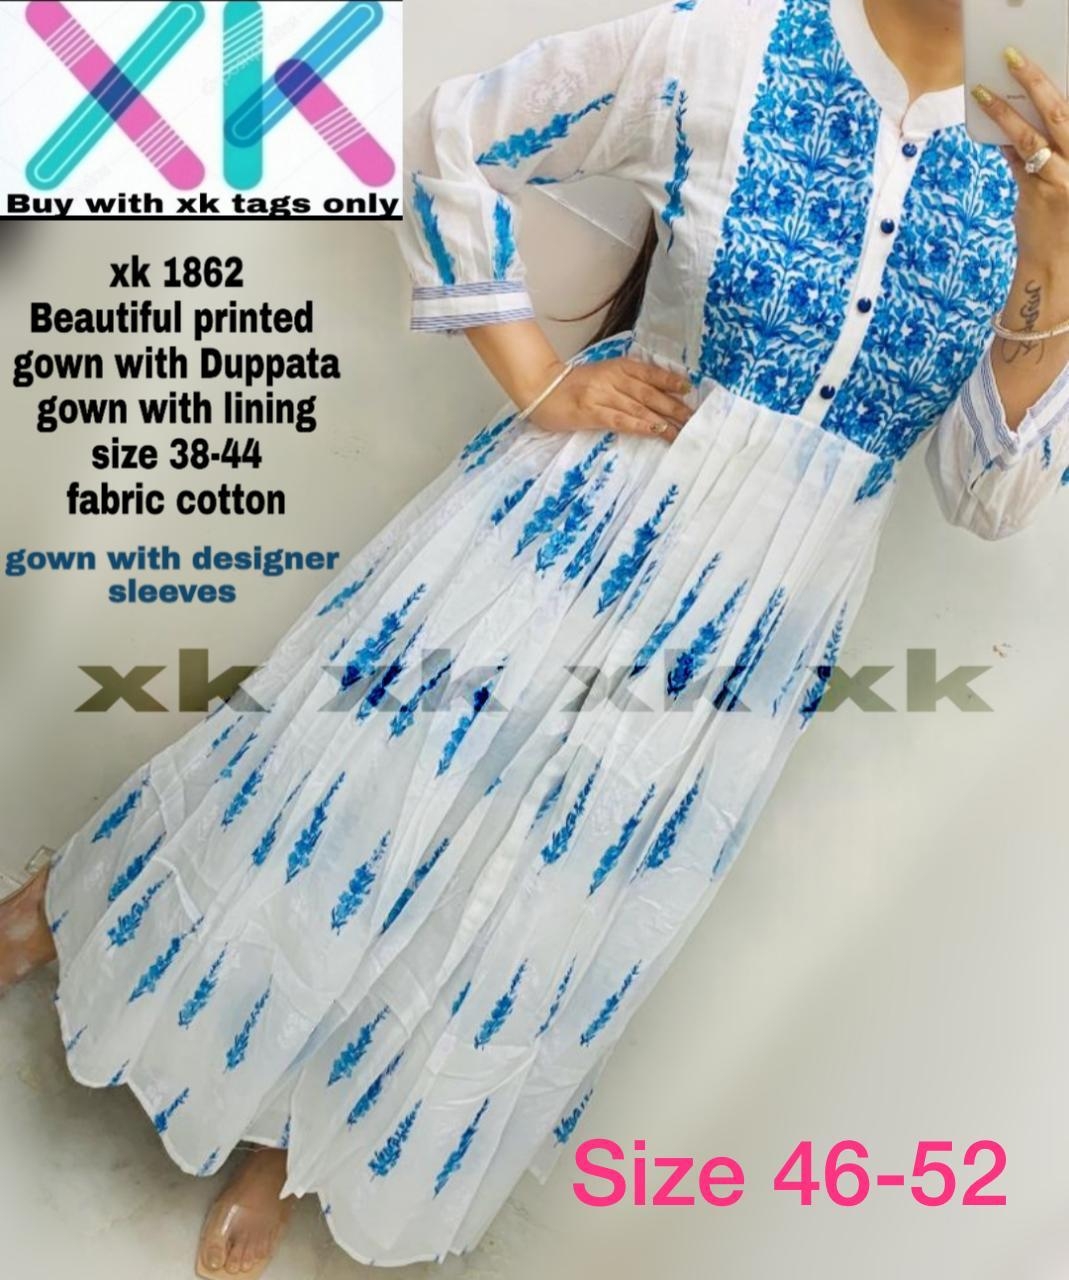 xk
Buy with xk tags only
xk 1862
Beautiful printed
gown with Duppata
gown with lining
size 38-44
fabric cotton
gown with designer
sleeves
xk xk xk xk
Size 46-52